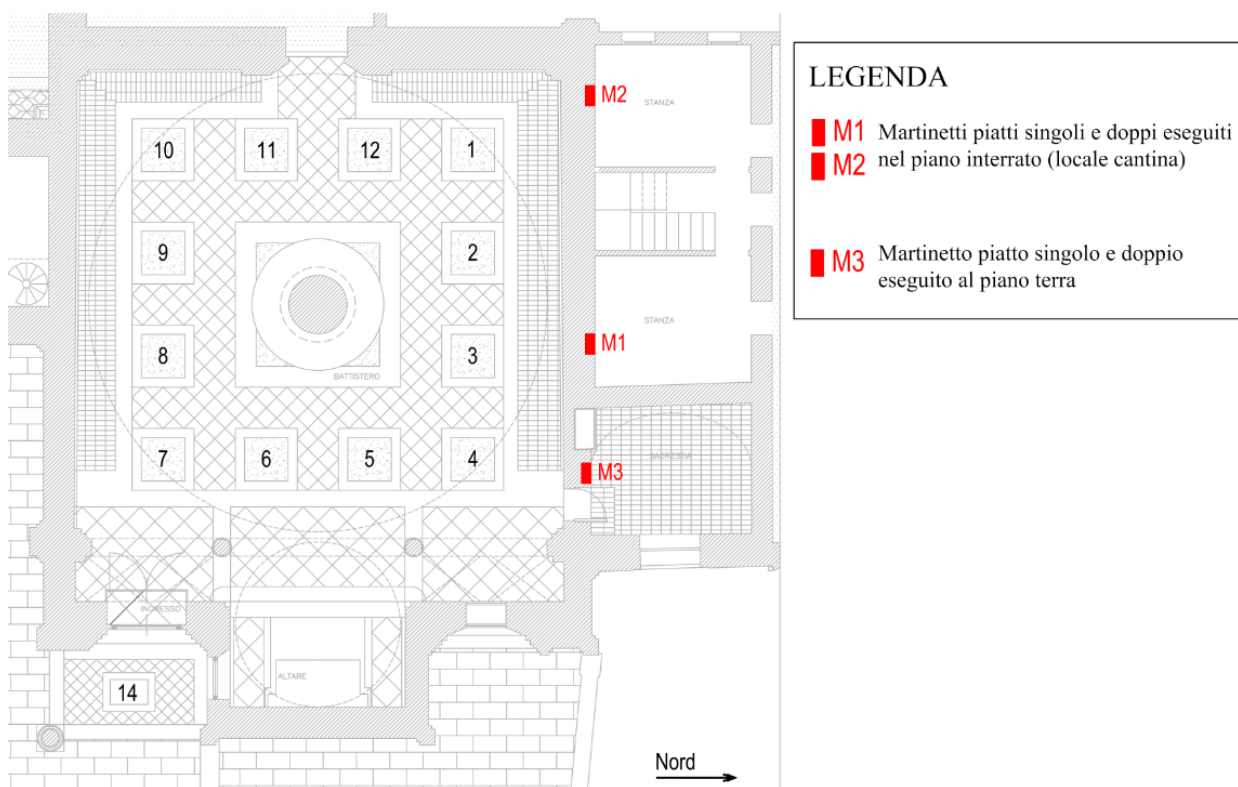 M2
STANZA
10
11
12
1
9
2
8
3
STANZA
M1
BATTISTERO
7
6
5
4
M3
SACRESTIA
INGRESSO
ALTARE
14
Nord
LEGENDA
M1 Martinetti piatti singoli e doppi eseguiti
M2 nel piano interrato (locale cantina)
M3 Martinetto piatto singolo e doppio
eseguito al piano terra